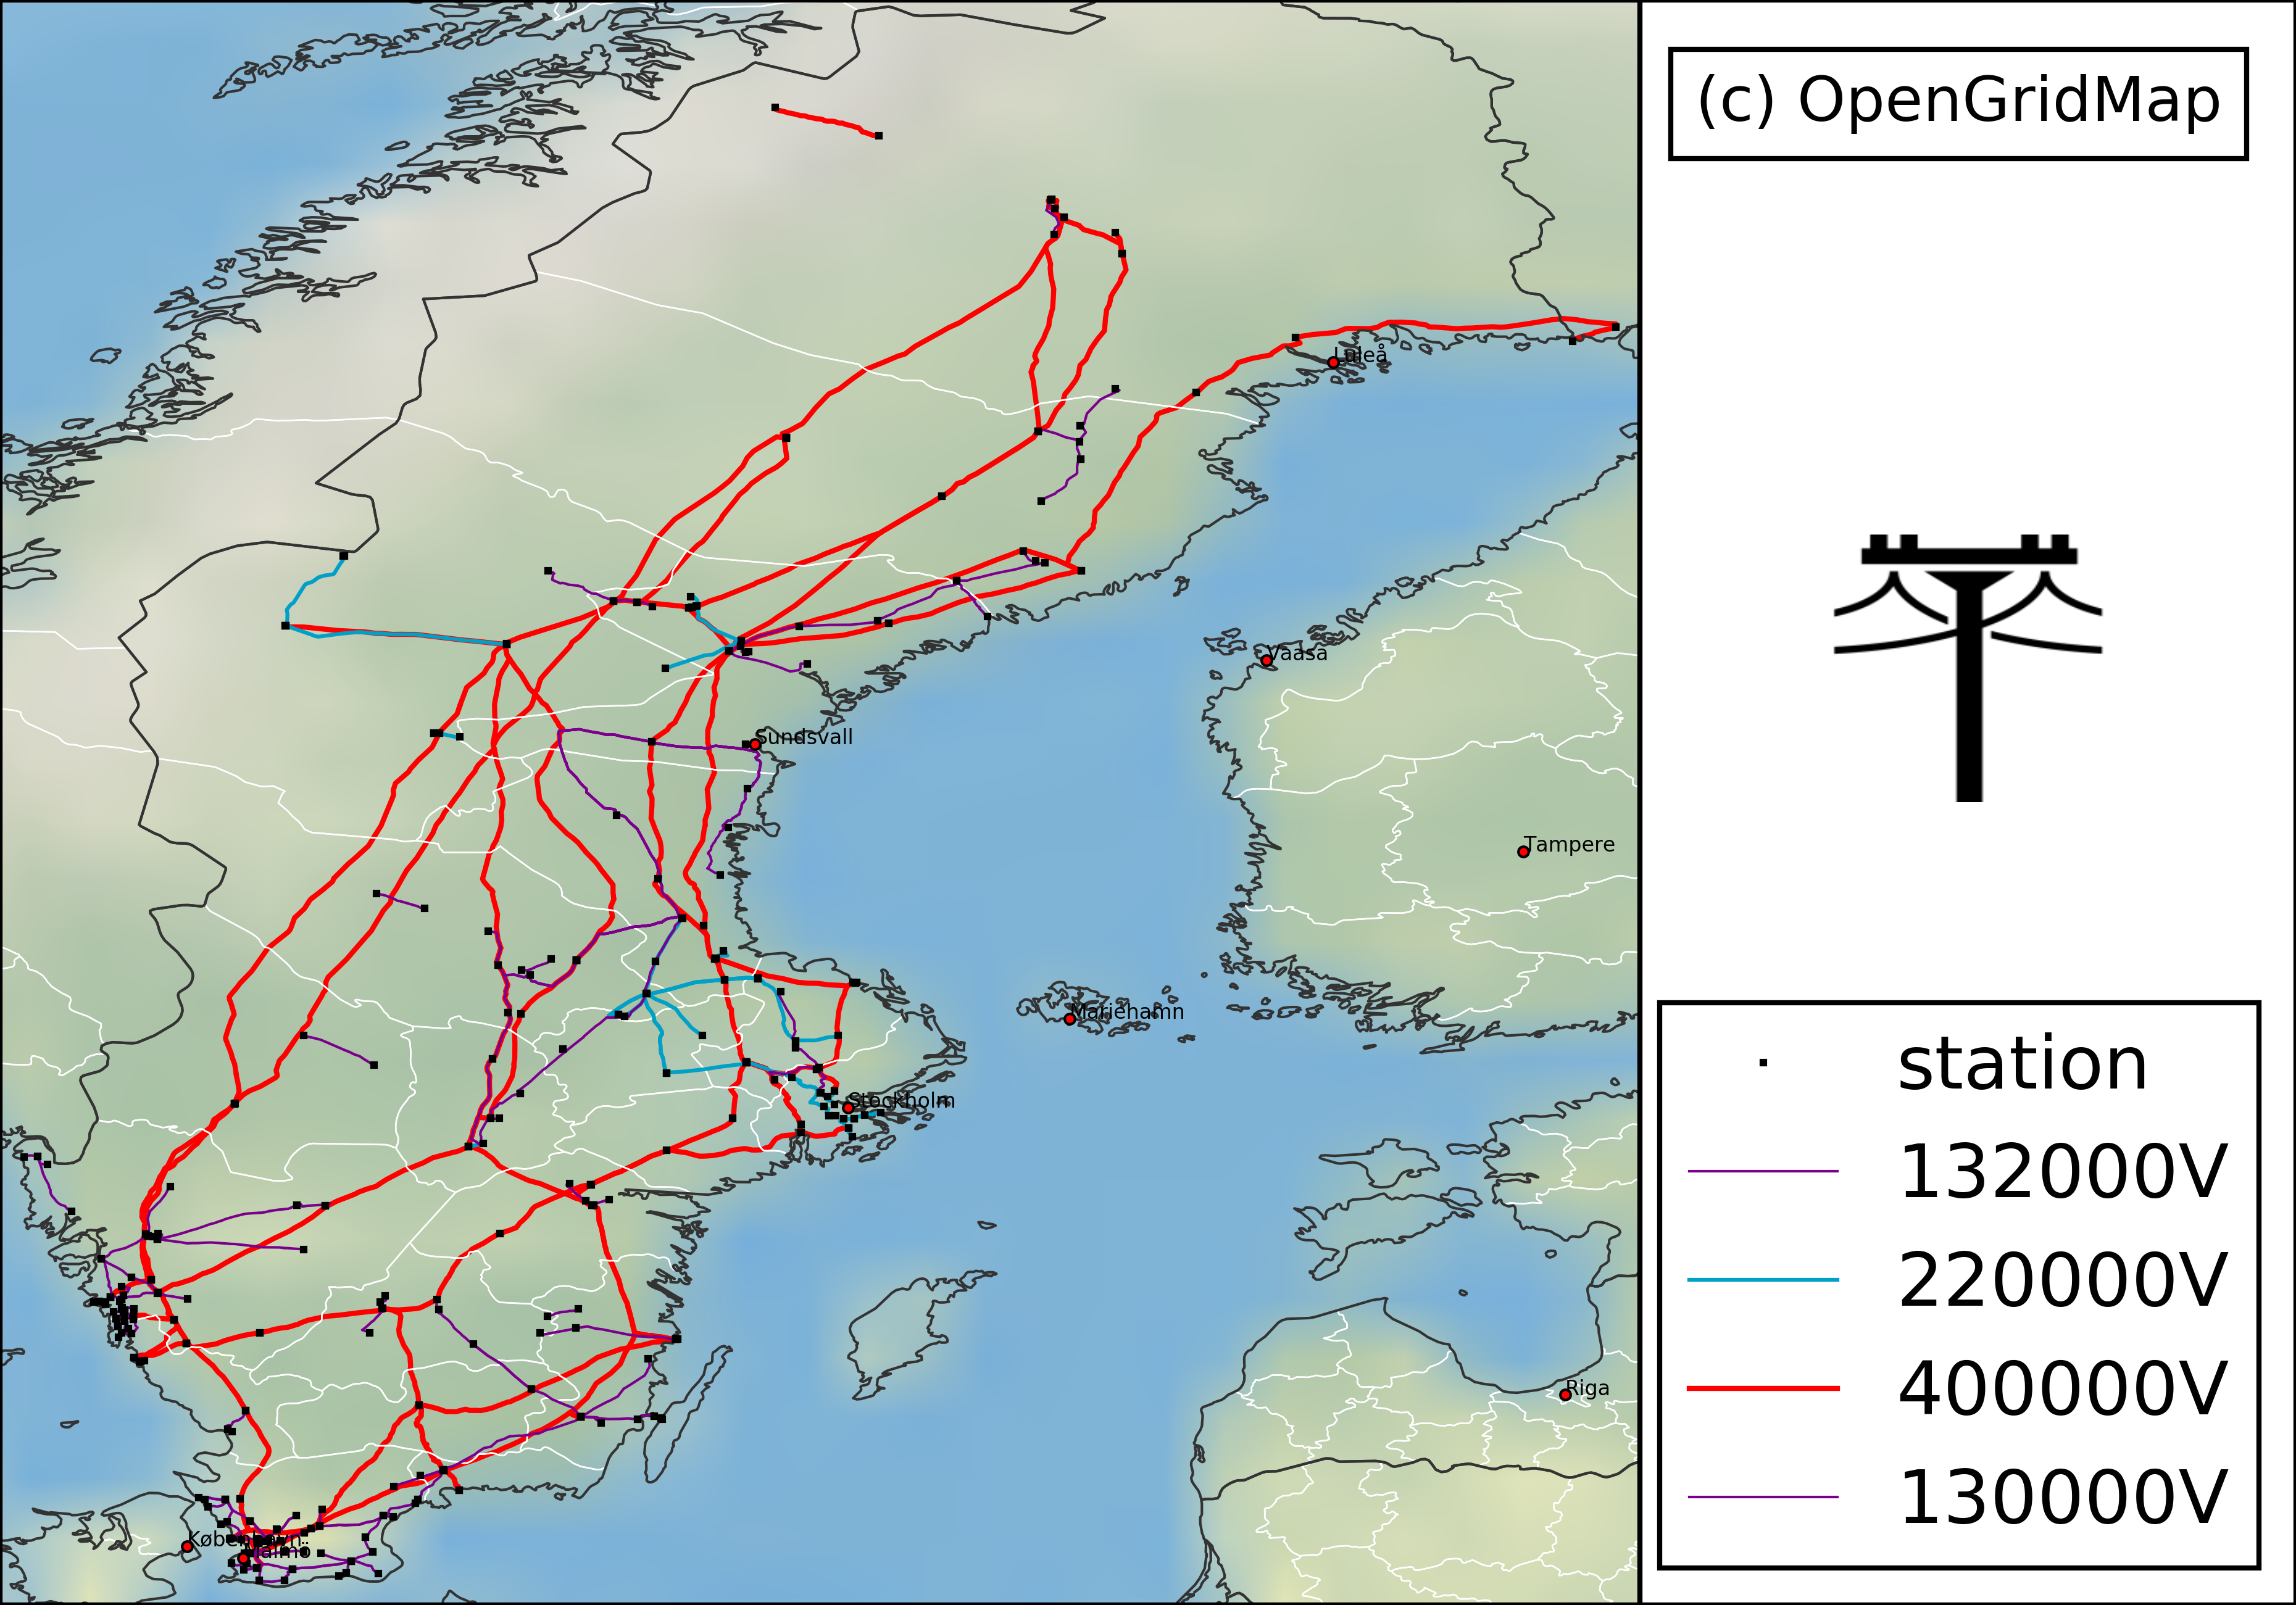 (c) OpenGridMap
Luleå
Vaasa
Sundsvall
Tampere
Mariehamn
Stockholm
Riga
København
Malmö
station
132000V
220000V
400000V
130000V